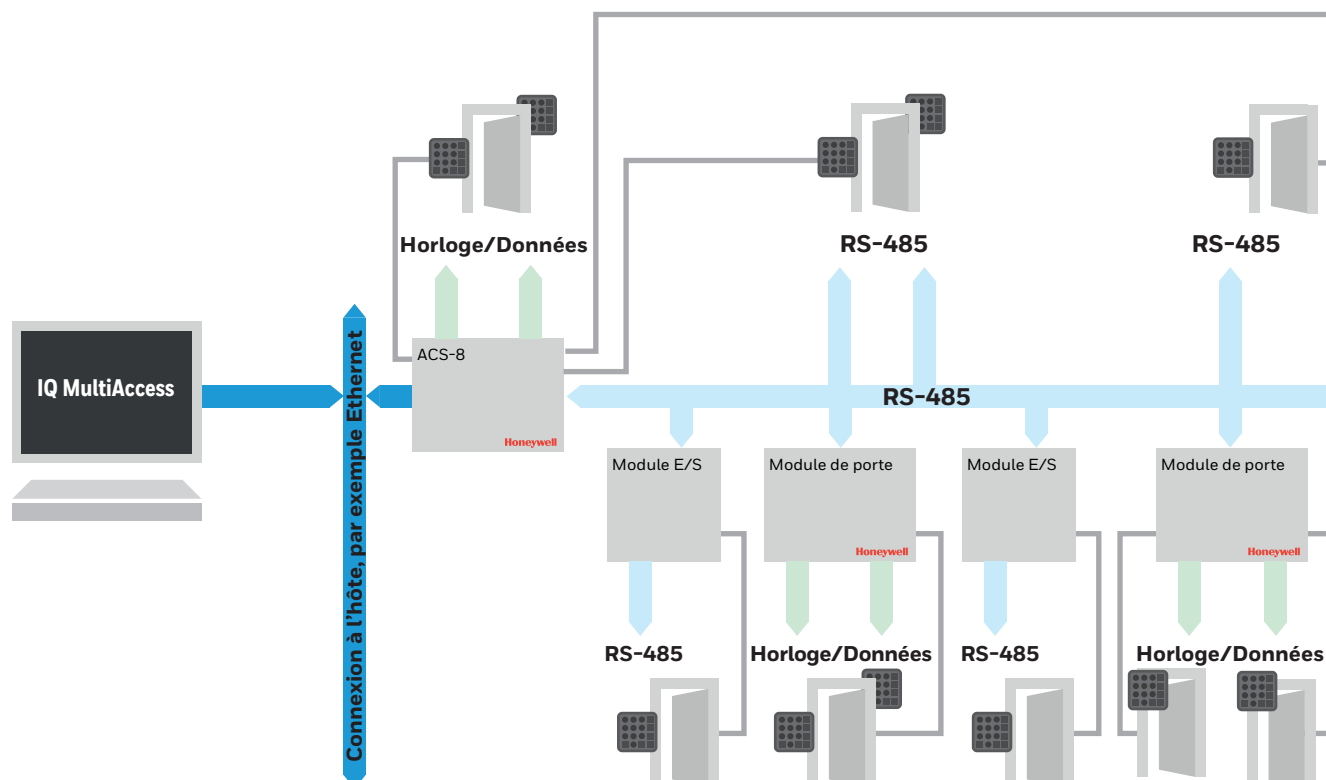 Horloge/Données
RS-485
RS-485
IQ MultiAccess
Connexion à l'hôte, par exemple Ethernet
ACS-8
Honeywell
RS-485
Module E/S
Module de porte
Honeywell
Module E/S
Module de porte
Honeywell
RS-485
Horloge/Données
RS-485
Horloge/Données